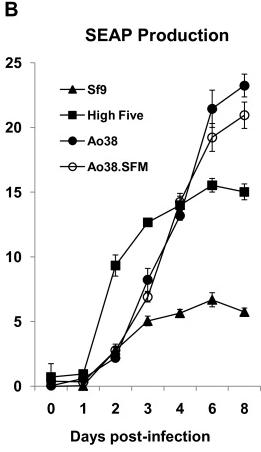 B
SEAP Production
25
20
15
10
5
0
Sf9
High Five
Ao38
Ao38.SFM
0 1 2 3 4 6 8
Days post-infection